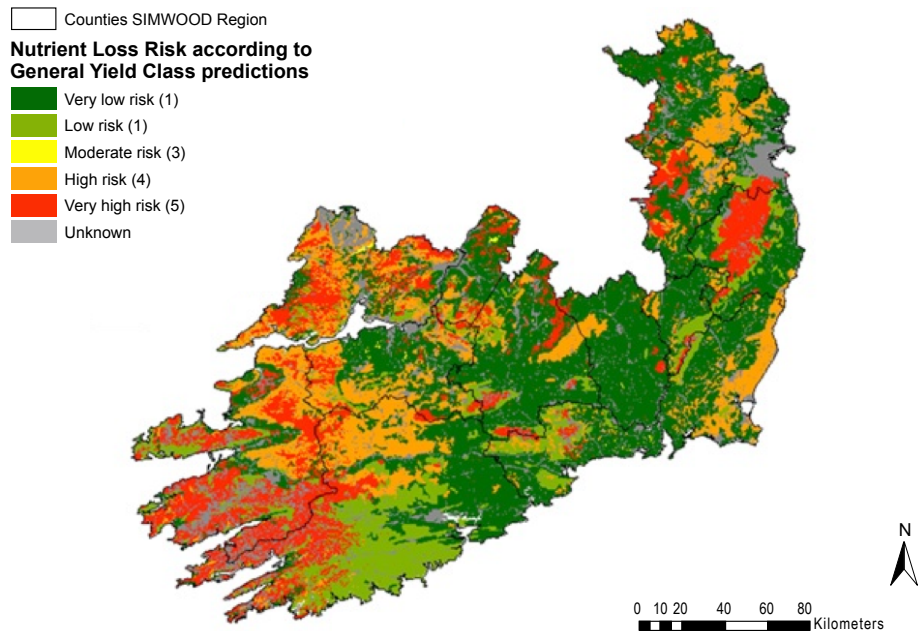 Counties SIMWOOD Region
Nutrient Loss Risk according to
General Yield Class predictions
Very low risk (1)
Low risk (1)
Moderate risk (3)
High risk (4)
Very high risk (5)
Unknown
N
0 10 20 40 60 80
Kilometers